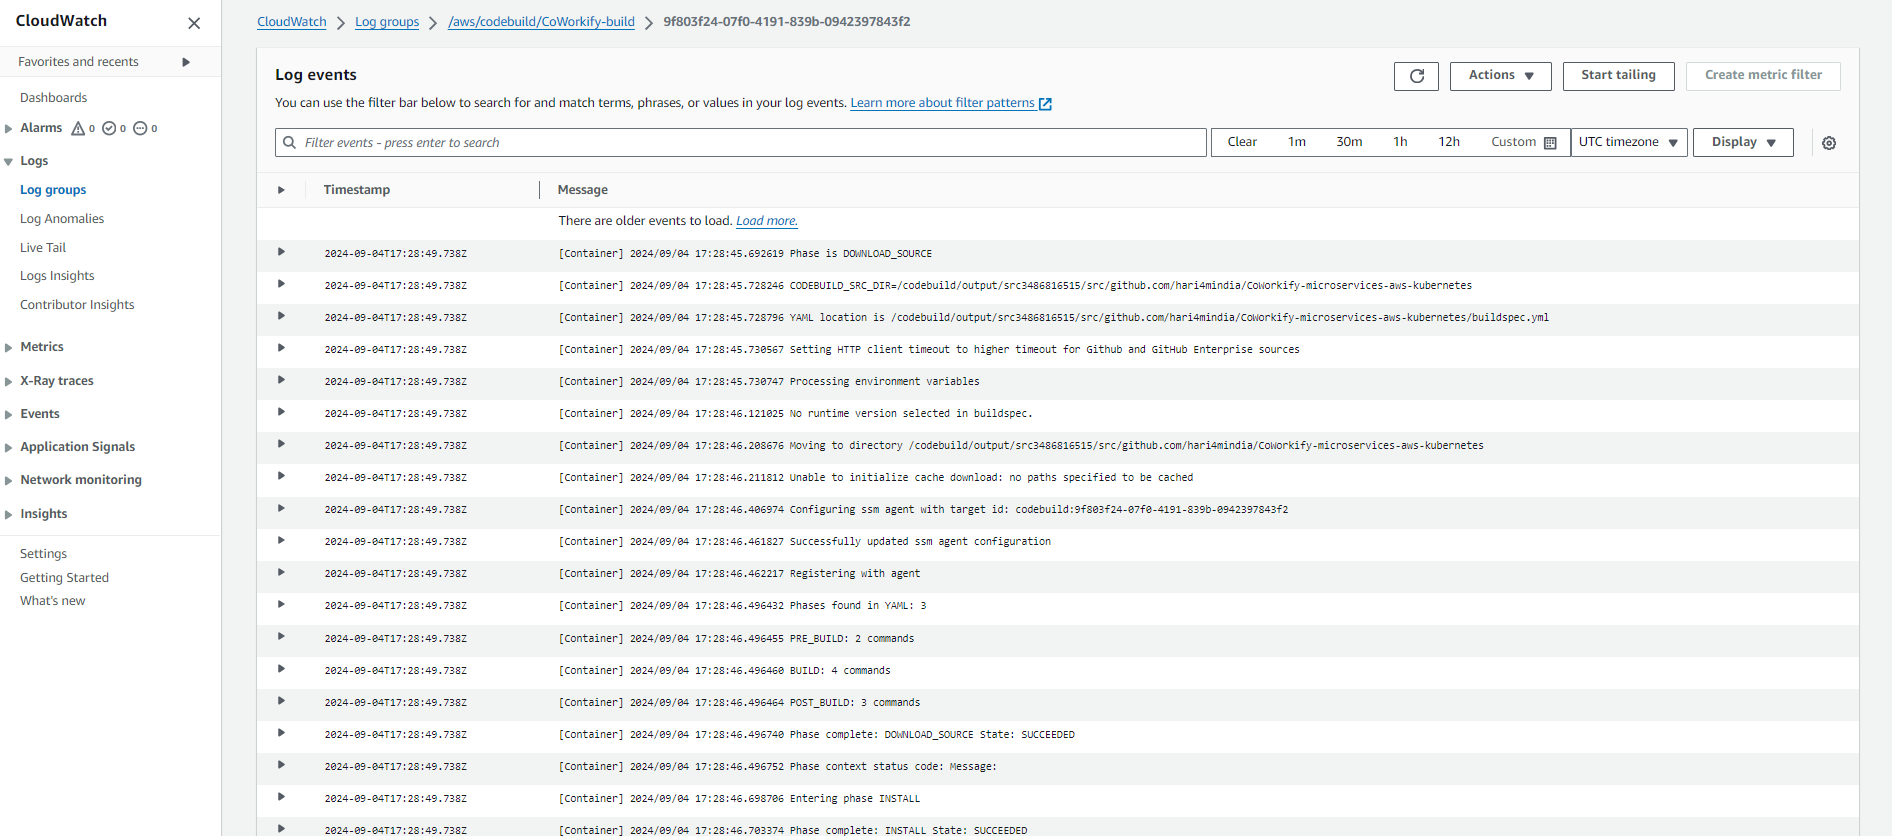 CloudWatch
Favorites and recents
Dashboards
Alarms 0 0 0
Logs
Log groups
Log Anomalies
Live Tail
Logs Insights
Contributor Insights
Metrics
X-Ray traces
Events
Application Signals
Network monitoring
Insights
Settings
Getting Started
What's new
CloudWatch Log groups /aws/codebuild/CoWorkify-build 9f803f24-07f0-4191-839b-0942397843f2
Log events
Actions Start tailing Create metric filter
You can use the filter bar below to search for and match terms, phrases, or values in your log events. Learn more about filter patterns
Filter events - press enter to search Clear 1m 30m 1h 12h Custom UTC timezone Display
Timestamp Message
There are older events to load. Load more.
2024-09-04T17:28:49.738Z [Container] 2024/09/04 17:28:45.692619 Phase is DOWNLOAD_SOURCE
2024-09-04T17:28:49.738Z [Container] 2024/09/04 17:28:45.728246 CODEBUILD_SRC_DIR=/codebuild/output/src3486816515/src/github.com/hari4mindia/CoWorkify-microservices-aws-kubernetes
2024-09-04T17:28:49.738Z [Container] 2024/09/04 17:28:45.728796 YAML location is /codebuild/output/src3486816515/src/github.com/hari4mindia/CoWorkify-microservices-aws-kubernetes/buildspec.yml
2024-09-04T17:28:49.738Z [Container] 2024/09/04 17:28:45.730567 Setting HTTP client timeout to higher timeout for Github and GitHub Enterprise sources
2024-09-04T17:28:49.738Z [Container] 2024/09/04 17:28:45.730747 Processing environment variables
2024-09-04T17:28:49.738Z [Container] 2024/09/04 17:28:46.121025 No runtime version selected in buildspec.
2024-09-04T17:28:49.738Z [Container] 2024/09/04 17:28:46.208676 Moving to directory /codebuild/output/src3486816515/src/github.com/hari4mindia/CoWorkify-microservices-aws-kubernetes
2024-09-04T17:28:49.738Z [Container] 2024/09/04 17:28:46.211812 Unable to initialize cache download: no paths specified to be cached
2024-09-04T17:28:49.738Z [Container] 2024/09/04 17:28:46.406974 Configuring ssm agent with target id: codebuild:9f803f24-07f0-4191-839b-0942397843f2
2024-09-04T17:28:49.738Z [Container] 2024/09/04 17:28:46.461827 Successfully updated ssm agent configuration
2024-09-04T17:28:49.738Z [Container] 2024/09/04 17:28:46.462217 Registering with agent
2024-09-04T17:28:49.738Z [Container] 2024/09/04 17:28:46.496432 Phases found in YAML: 3
2024-09-04T17:28:49.738Z [Container] 2024/09/04 17:28:46.496455 PRE_BUILD: 2 commands
2024-09-04T17:28:49.738Z [Container] 2024/09/04 17:28:46.496460 BUILD: 4 commands
2024-09-04T17:28:49.738Z [Container] 2024/09/04 17:28:46.496464 POST_BUILD: 3 commands
2024-09-04T17:28:49.738Z [Container] 2024/09/04 17:28:46.496740 Phase complete: DOWNLOAD_SOURCE State: SUCCEEDED
2024-09-04T17:28:49.738Z [Container] 2024/09/04 17:28:46.496752 Phase context status code: Message:
2024-09-04T17:28:49.738Z [Container] 2024/09/04 17:28:46.698706 Entering phase INSTALL
2024-09-04T17:28:49.738Z [Container] 2024/09/04 17:28:46.703374 Phase complete: INSTALL State: SUCCEEDED